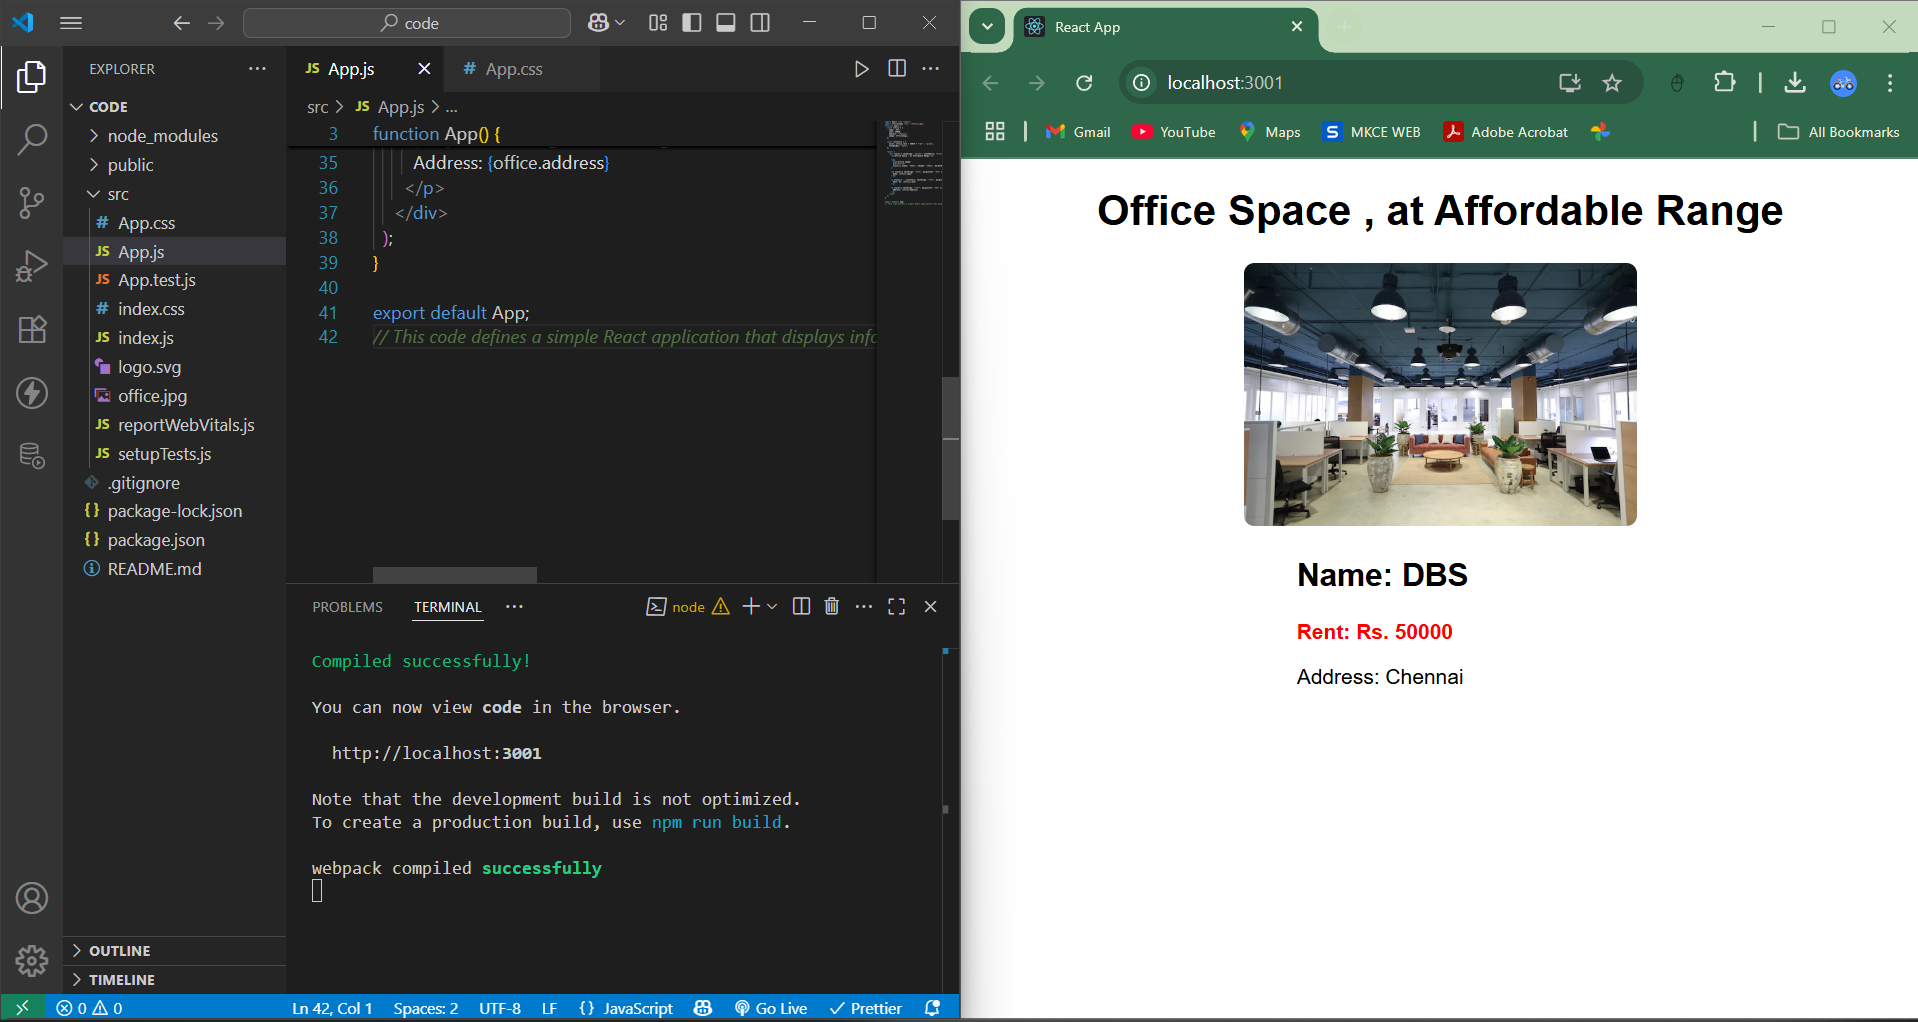 code
EXPLORER
CODE
node_modules
public
src
# App.css
JS App.js
JS App.test.js
# index.css
JS index.js
logo.svg
office.jpg
JS reportWebVitals.js
JS setupTests.js
.gitignore
{} package-lock.json
{} package.json
README.md
OUTLINE
TIMELINE
JS App.js
# App.css
src > JS App.js > ...
3 function App() {
35 Address: {office.address}
36 </p>
37 </div>
38 );
39 }
40
41 export default App;
42 // This code defines a simple React application that displays info
PROBLEMS TERMINAL
node
Compiled successfully!
You can now view code in the browser.
http://localhost:3001
Note that the development build is not optimized.
To create a production build, use npm run build.
webpack compiled successfully
0 0 Ln 42, Col 1 Spaces: 2 UTF-8 LF {} JavaScript Go Live Prettier
React App
localhost:3001
Gmail YouTube Maps S MKCE WEB Adobe Acrobat All Bookmarks
Office Space , at Affordable Range
Name: DBS
Rent: Rs. 50000
Address: Chennai